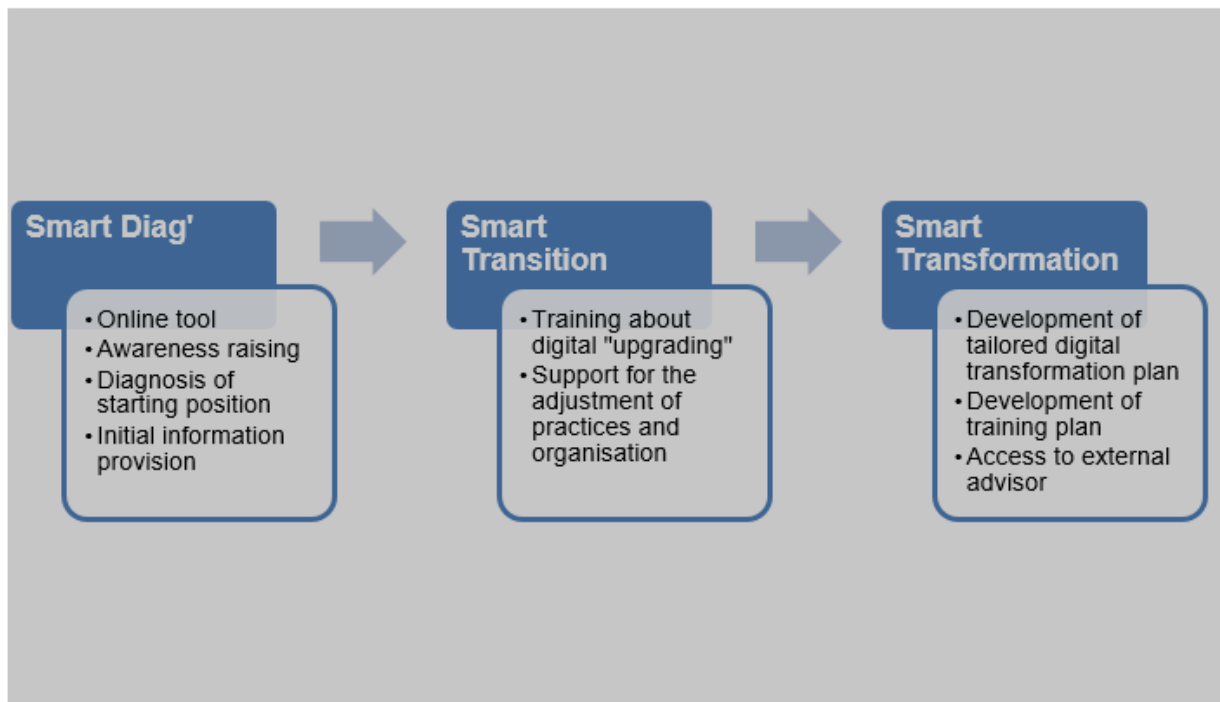 Smart Diag'
• Online tool
• Awareness raising
• Diagnosis of
starting position
• Initial information
provision
Smart
Transition
• Training about
digital "upgrading"
• Support for the
adjustment of
practices and
organisation
Smart
Transformation
• Development of
tailored digital
transformation plan
• Development of
training plan
• Access to external
advisor